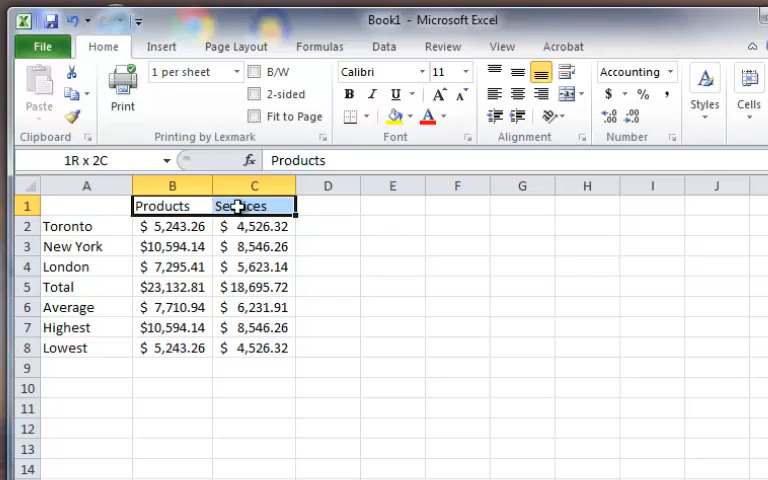 Book1 - Microsoft Excel
File Home Insert Page Layout Formulas Data Review View Acrobat
Paste
Print
1 per sheet
B/W
2-sided
Fit to Page
Calibri 11
B I U A A
A
Accounting
$ % ,
.0 .00
.00 .0
Styles
Cells
Clipboard Printing by Lexmark Font Alignment Number
1R x 2C fx Products
A B C D E F G H I J
1 Products Services
2 Toronto $ 5,243.26 $ 4,526.32
3 New York $10,594.14 $ 8,546.26
4 London $ 7,295.41 $ 5,623.14
5 Total $23,132.81 $18,695.72
6 Average $ 7,710.94 $ 6,231.91
7 Highest $10,594.14 $ 8,546.26
8 Lowest $ 5,243.26 $ 4,526.32
9
10
11
12
13
14